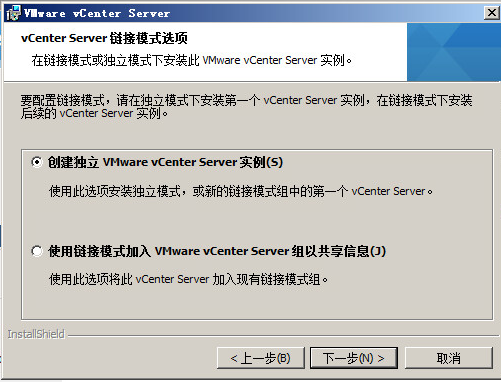 VMware vCenter Server
vCenter Server 链接模式选项
在链接模式或独立模式下安装此 VMware vCenter Server 实例。
要配置链接模式，请在独立模式下安装第一个 vCenter Server 实例，在链接模式下安装
后续的 vCenter Server 实例。
创建独立 VMware vCenter Server 实例(S)
使用此选项安装独立模式，或新的链接模式组中的第一个 vCenter Server。
使用链接模式加入 VMware vCenter Server 组以共享信息(J)
使用此选项将此 vCenter Server 加入现有链接模式组。
InstallShield
< 上一步(B) 下一步(N) > 取消